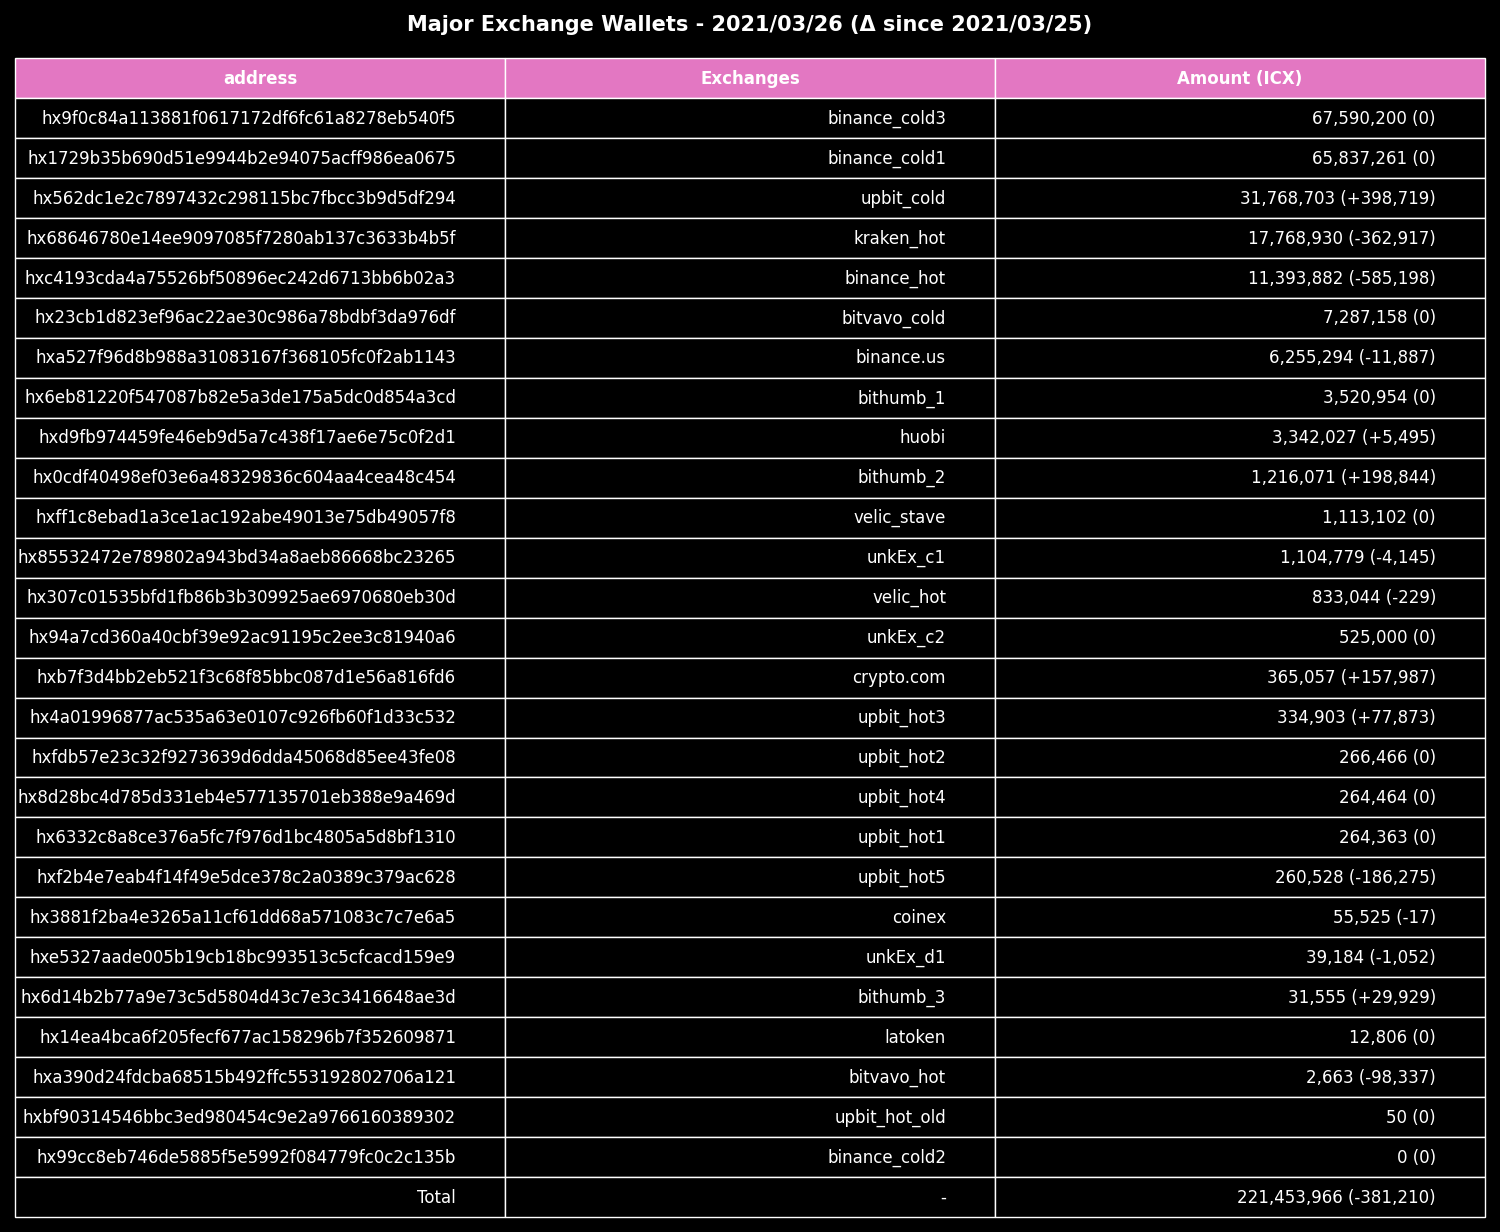 Major Exchange Wallets - 2021/03/26 (Δ since 2021/03/25)
address Exchanges Amount (ICX)
hx9f0c84a113881f0617172df6fc61a8278eb540f5 binance_cold3 67,590,200 (0)
hx1729b35b690d51e9944b2e94075acff986ea0675 binance_cold1 65,837,261 (0)
hx562dc1e2c7897432c298115bc7fbcc3b9d5df294 upbit_cold 31,768,703 (+398,719)
hx68646780e14ee9097085f7280ab137c3633b4b5f kraken_hot 17,768,930 (-362,917)
hxc4193cda4a75526bf50896ec242d6713bb6b02a3 binance_hot 11,393,882 (-585,198)
hx23cb1d823ef96ac22ae30c986a78bdbf3da976df bitvavo_cold 7,287,158 (0)
hxa527f96d8b988a31083167f368105fc0f2ab1143 binance.us 6,255,294 (-11,887)
hx6eb81220f547087b82e5a3de175a5dc0d854a3cd bithumb_1 3,520,954 (0)
hxd9fb974459fe46eb9d5a7c438f17ae6e75c0f2d1 huobi 3,342,027 (+5,495)
hx0cdf40498ef03e6a48329836c604aa4cea48c454 bithumb_2 1,216,071 (+198,844)
hxff1c8ebad1a3ce1ac192abe49013e75db49057f8 velic_stave 1,113,102 (0)
hx85532472e789802a943bd34a8aeb86668bc23265 unkEx_c1 1,104,779 (-4,145)
hx307c01535bfd1fb86b3b309925ae6970680eb30d velic_hot 833,044 (-229)
hx94a7cd360a40cbf39e92ac91195c2ee3c81940a6 unkEx_c2 525,000 (0)
hxb7f3d4bb2eb521f3c68f85bbc087d1e56a816fd6 crypto.com 365,057 (+157,987)
hx4a01996877ac535a63e0107c926fb60f1d33c532 upbit_hot3 334,903 (+77,873)
hxfdb57e23c32f9273639d6dda45068d85ee43fe08 upbit_hot2 266,466 (0)
hx8d28bc4d785d331eb4e577135701eb388e9a469d upbit_hot4 264,464 (0)
hx6332c8a8ce376a5fc7f976d1bc4805a5d8bf1310 upbit_hot1 264,363 (0)
hxf2b4e7eab4f14f49e5dce378c2a0389c379ac628 upbit_hot5 260,528 (-186,275)
hx3881f2ba4e3265a11cf61dd68a571083c7c7e6a5 coinex 55,525 (-17)
hxe5327aade005b19cb18bc993513c5cfcacd159e9 unkEx_d1 39,184 (-1,052)
hx6d14b2b77a9e73c5d5804d43c7e3c3416648ae3d bithumb_3 31,555 (+29,929)
hx14ea4bca6f205fecf677ac158296b7f352609871 latoken 12,806 (0)
hxa390d24fdcba68515b492ffc553192802706a121 bitvavo_hot 2,663 (-98,337)
hxbf90314546bbc3ed980454c9e2a9766160389302 upbit_hot_old 50 (0)
hx99cc8eb746de5885f5e5992f084779fc0c2c135b binance_cold2 0 (0)
Total - 221,453,966 (-381,210)